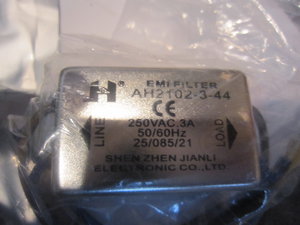 H
EMI FILTER
AH2102-3-44
CE
LINE
250VAC.3A
50/60Hz
25/085/21
LOAD
SHEN ZHEN JIANLI
ELECTRONIC CO.,LTD